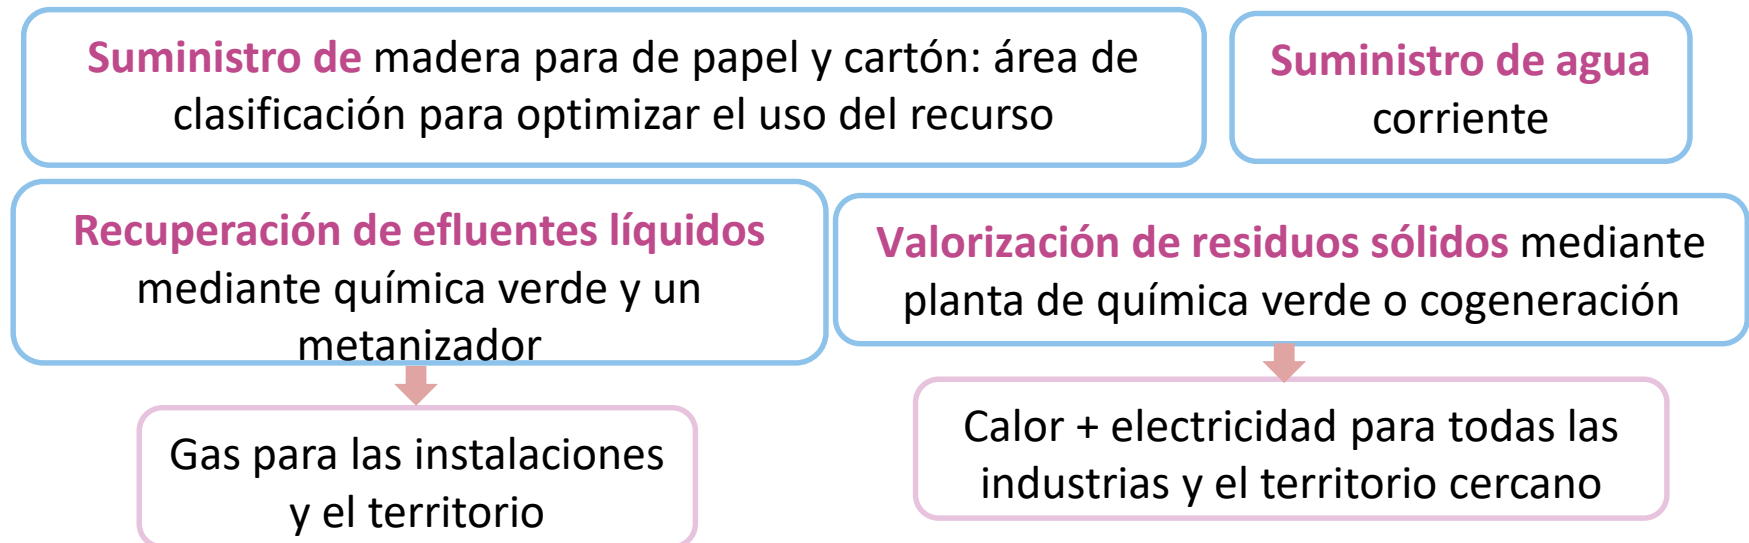 Suministro de madera para de papel y cartón: área de
clasificación para optimizar el uso del recurso
Suministro de agua
corriente
Recuperación de efluentes líquidos
mediante química verde y un
metanizador
Valorización de residuos sólidos mediante
planta de química verde o cogeneración
Gas para las instalaciones
y el territorio
Calor + electricidad para todas las
industrias y el territorio cercano